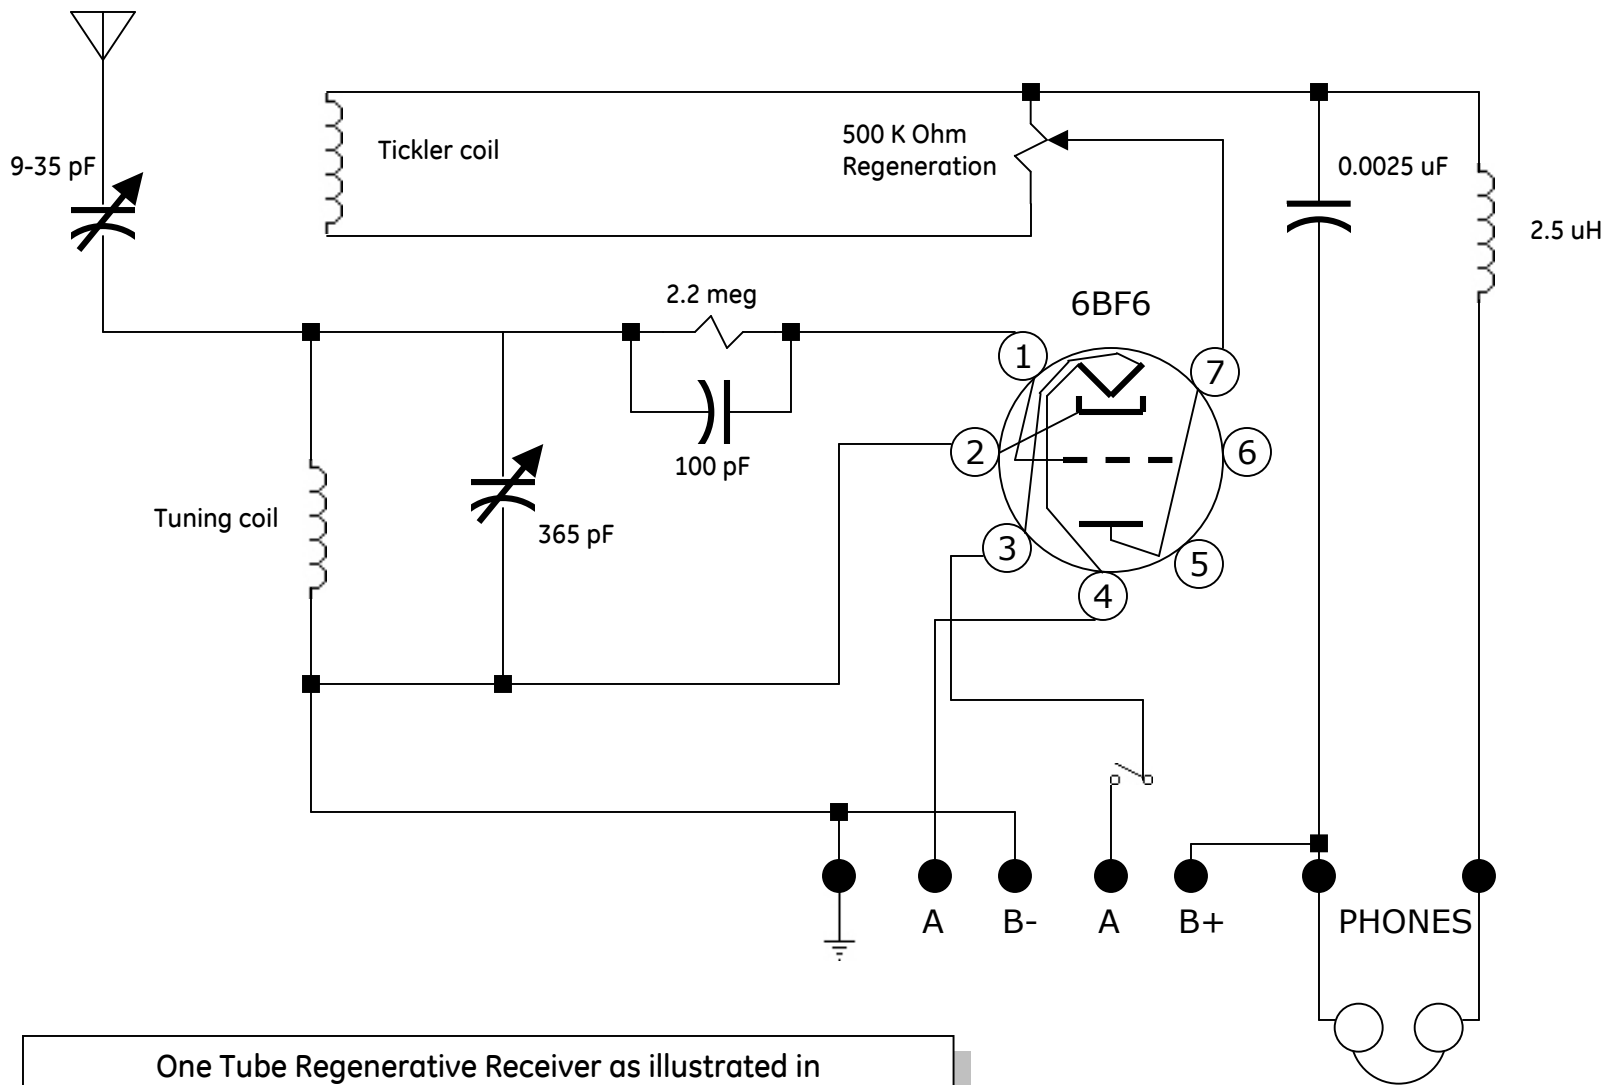 9-35 pF
Tickler coil
500 K Ohm
Regeneration
0.0025 uF
2.5 uH
2.2 meg
6BF6
1
7
2
6
100 pF
Tuning coil
365 pF
3
5
4
A
B-
A
B+
PHONES
One Tube Regenerative Receiver as illustrated in